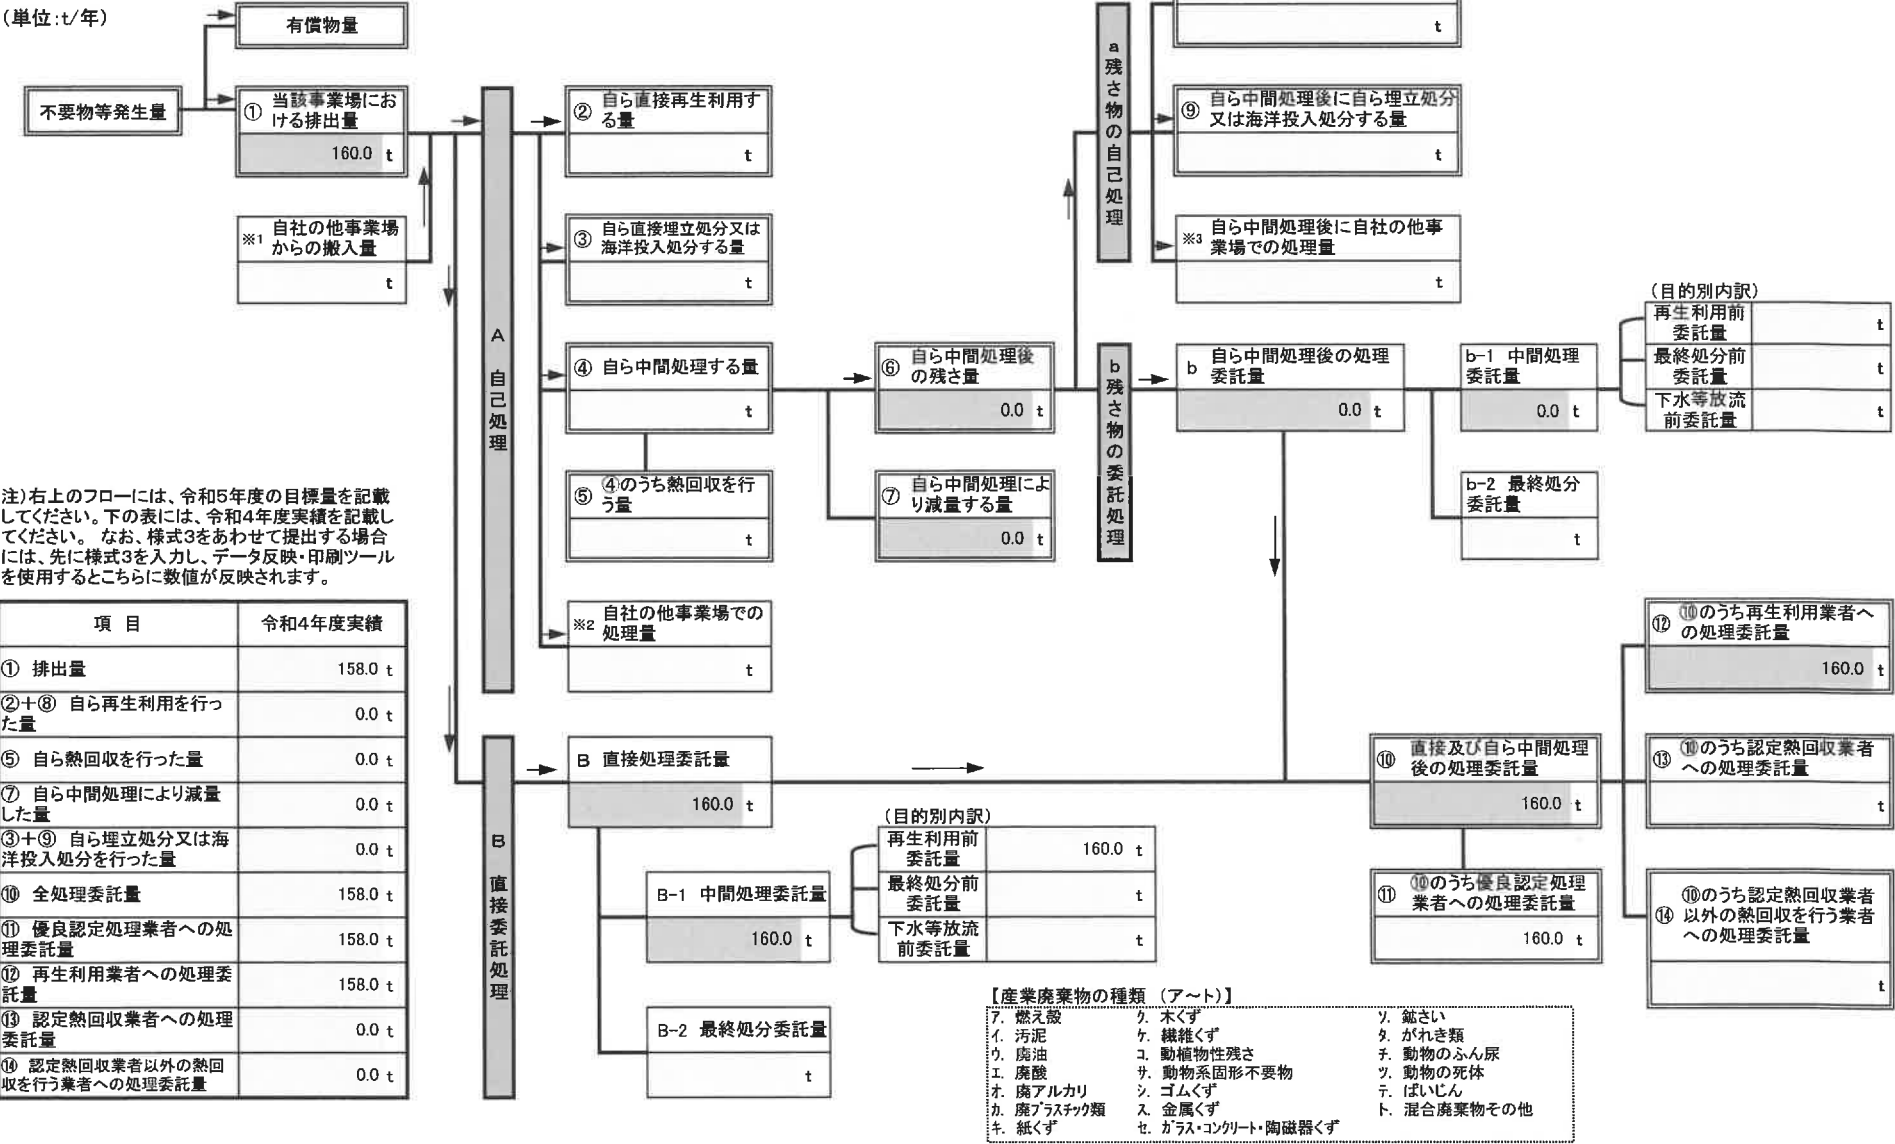 (単位:t/年)
有償物量
不要物等発生量
① 当該事業場にお
ける排出量
160.0 t
※1 自社の他事業場
からの搬入量
t
A 自己処理
② 自ら直接再生利用す
る量
t
③ 自ら直接埋立処分又は
海洋投入処分する量
t
④ 自ら中間処理する量
t
⑤ ④のうち熱回収を行
う量
t
※2 自社の他事業場での
処理量
t
⑥ 自ら中間処理後
の残さ量
0.0 t
⑦ 自ら中間処理によ
り減量する量
0.0 t
a 残さ物の自己処理
t
⑨ 自ら中間処理後に自ら埋立処分
又は海洋投入処分する量
t
※3 自ら中間処理後に自社の他事
業場での処理量
t
b 残さ物の委託処理
b 自ら中間処理後の処理
委託量
0.0 t
b-1 中間処理
委託量
0.0 t
(目的別内訳)
再生利用前
委託量
t
最終処分前
委託量
t
下水等放流
前委託量
t
b-2 最終処分
委託量
t
注)右上のフローには、令和5年度の目標量を記載
してください。下の表には、令和4年度実績を記載し
てください。 なお、様式3をあわせて提出する場合
には、先に様式3を入力し、データ反映・印刷ツール
を使用するとこちらに数値が反映されます。
項 目 令和4年度実績
① 排出量 158.0 t
②+⑧ 自ら再生利用を行っ
た量 0.0 t
⑤ 自ら熱回収を行った量 0.0 t
⑦ 自ら中間処理により減量
した量 0.0 t
③+⑨ 自ら埋立処分又は海
洋投入処分を行った量 0.0 t
⑩ 全処理委託量 158.0 t
⑪ 優良認定処理業者への処
理委託量 158.0 t
⑫ 再生利用業者への処理委
託量 158.0 t
⑬ 認定熱回収業者への処理
委託量 0.0 t
⑭ 認定熱回収業者以外の熱回
収を行う業者への処理委託量 0.0 t
B 直接委託処理
B 直接処理委託量
160.0 t
B-1 中間処理委託量
160.0 t
(目的別内訳)
再生利用前
委託量
160.0 t
最終処分前
委託量
t
下水等放流
前委託量
t
B-2 最終処分委託量
t
⑩ 直接及び自ら中間処理
後の処理委託量
160.0 t
⑪ ⑩のうち優良認定処理
業者への処理委託量
160.0 t
⑫ ⑩のうち再生利用業者へ
の処理委託量
160.0 t
⑬ ⑩のうち認定熱回収業者
への処理委託量
t
⑭ ⑩のうち認定熱回収業者
以外の熱回収を行う業者
への処理委託量
t
【産業廃棄物の種類 (ア～ト)】
ア. 燃え殻
イ. 汚泥
ウ. 廃油
エ. 廃酸
オ. 廃アルカリ
カ. 廃プラスチック類
キ. 紙くず
ク. 木くず
ケ. 繊維くず
コ. 動植物性残さ
サ. 動物系固形不要物
シ. ゴムくず
ス. 金属くず
セ. ガラス・コンクリート・陶磁器くず
ソ. 鉱さい
タ. がれき類
チ. 動物のふん尿
ツ. 動物の死体
テ. ばいじん
ト. 混合廃棄物その他